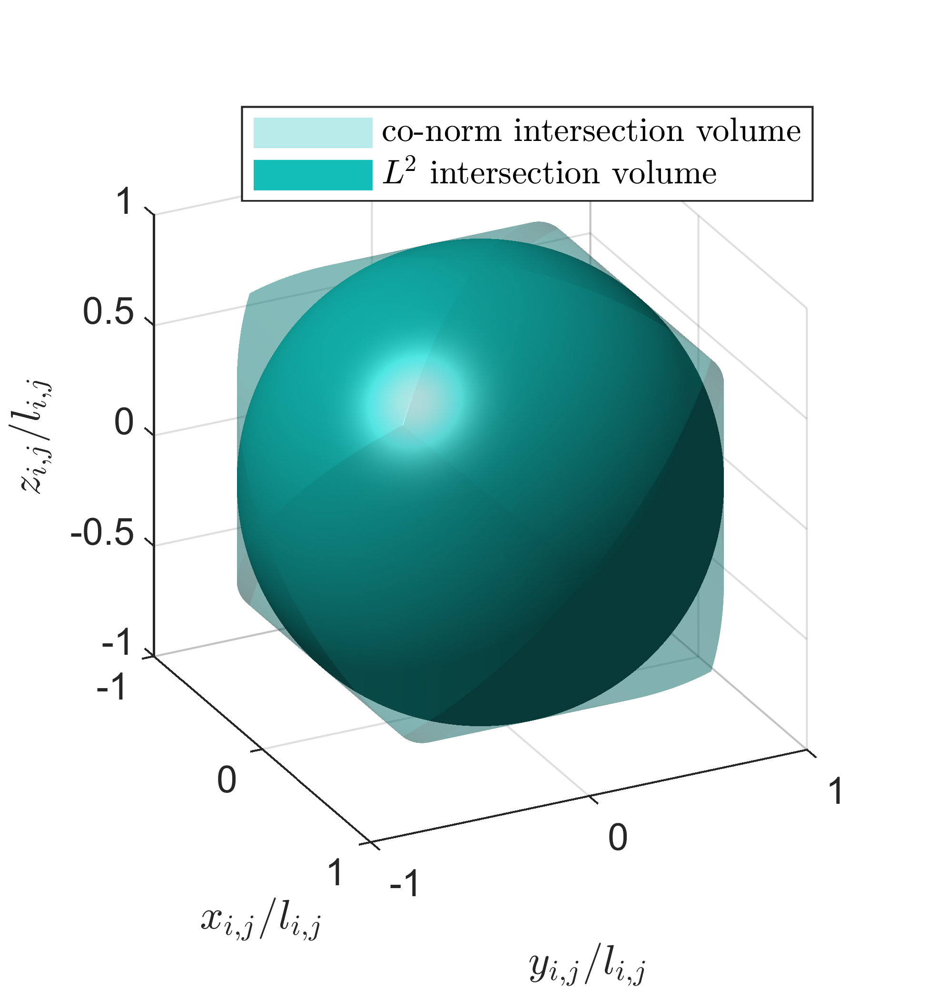 co-norm intersection volume
L² intersection volume
1
0.5
0
-0.5
-1
z_{i,j}/l_{i,j}
-1
0
1
x_{i,j}/l_{i,j}
-1
0
1
y_{i,j}/l_{i,j}